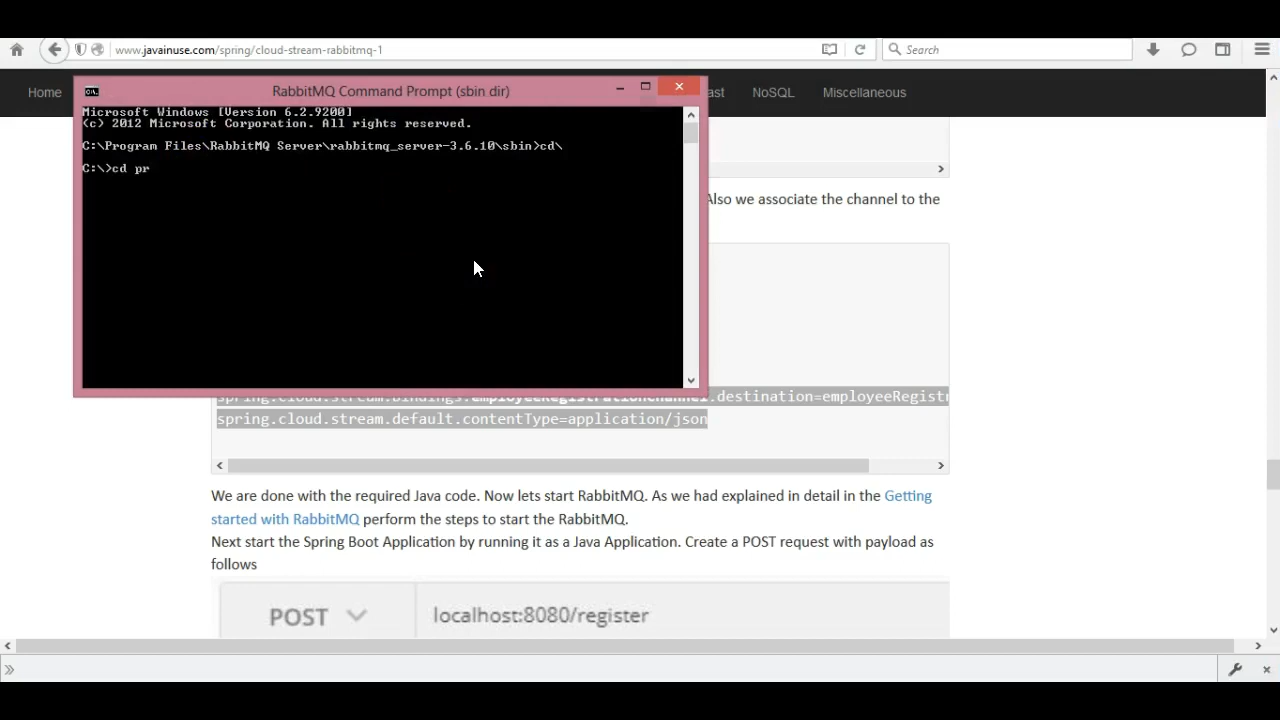 www.javainuse.com/spring/cloud-stream-rabbitmq-1
Search
Home
RabbitMQ Command Prompt (sbin dir)
ast
NoSQL
Miscellaneous
Microsoft Windows [Version 6.2.9200]
(c) 2012 Microsoft Corporation. All rights reserved.
C:\Program Files\RabbitMQ Server\rabbitmq_server-3.6.10\sbin>cd\
C:\>cd pr
Also we associate the channel to the
spring.cloud.stream.bindings.employeeRegistrationChannel.destination=employeeRegistr
spring.cloud.stream.default.contentType=application/json
We are done with the required Java code. Now lets start RabbitMQ. As we had explained in detail in the Getting
started with RabbitMQ perform the steps to start the RabbitMQ.
Next start the Spring Boot Application by running it as a Java Application. Create a POST request with payload as
follows
POST
localhost:8080/register